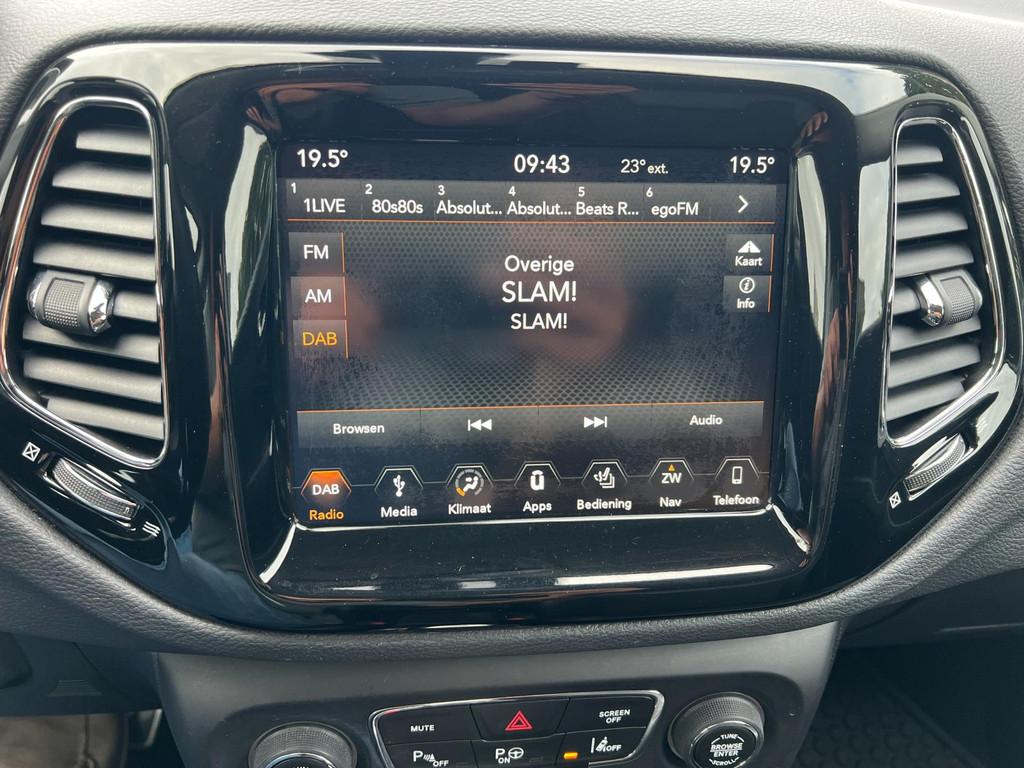 19.5° 09:43 23° ext. 19.5°
1 2 3 4 5 6
1LIVE 80s80s Absolut... Absolut... Beats R... egoFM
FM
AM
DAB
Overige
SLAM!
SLAM!
Kaart
Info
Browsen Audio
DAB ZW
Radio Media Klimaat Apps Bediening Nav Telefoon
MUTE SCREEN OFF
P OFF P ON OFF
TUNE
BROWSE
ENTER
SCROLL